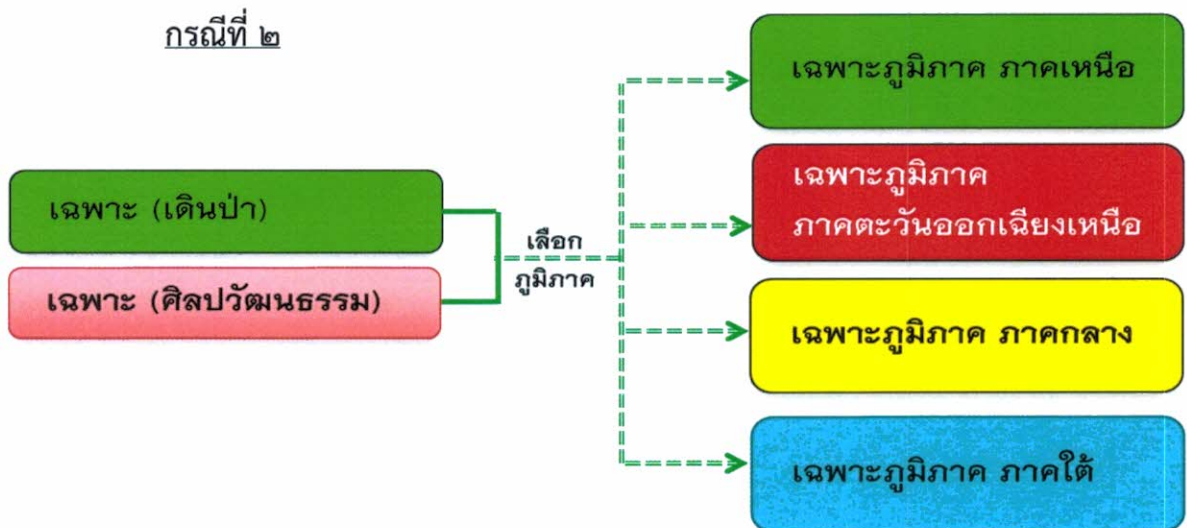 กรณีที่ ๒
เฉพาะ (เดินป่า)
เฉพาะ (ศิลปวัฒนธรรม)
เลือก
ภูมิภาค
เฉพาะภูมิภาค ภาคเหนือ
เฉพาะภูมิภาค
ภาคตะวันออกเฉียงเหนือ
เฉพาะภูมิภาค ภาคกลาง
เฉพาะภูมิภาค ภาคใต้